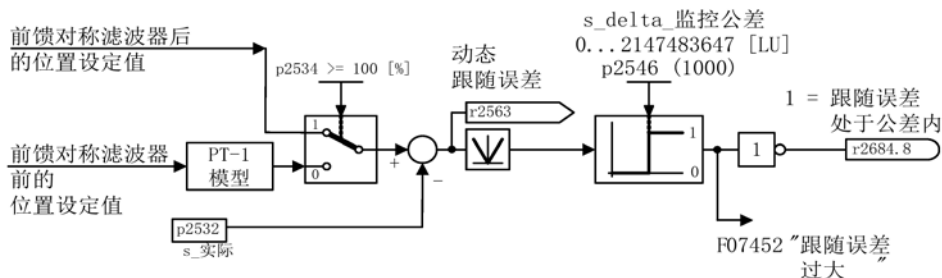 前馈对称滤波器后
的位置设定值
p2534 >= 100 [%]
动态
跟随误差
r2563
s_delta_监控公差
0...2147483647 [LU]
p2546 (1000)
1 = 跟随误差
处于公差内
r2684.8
1
0
+
−
1
0
1
前馈对称滤波器
前的
位置设定值
PT-1
模型
p2532
s_实际
F07452 "跟随误差
过大 "